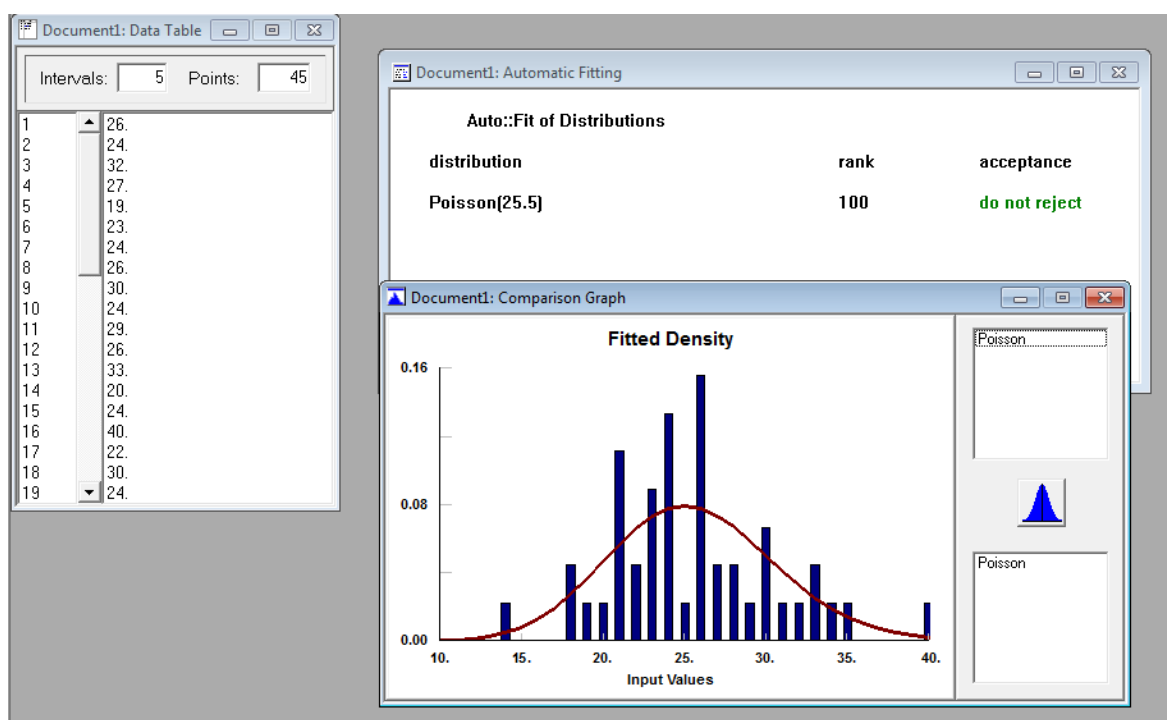 Document1: Data Table
Intervals: 5 Points: 45
1 26.
2 24.
3 32.
4 27.
5 19.
6 23.
7 24.
8 26.
9 30.
10 24.
11 29.
12 26.
13 33.
14 20.
15 24.
16 40.
17 22.
18 30.
19 24.
Document1: Automatic Fitting
Auto::Fit of Distributions
distribution rank acceptance
Poisson(25.5) 100 do not reject
Document1: Comparison Graph
Fitted Density
0.16
0.08
0.00
10. 15. 20. 25. 30. 35. 40.
Input Values
Poisson
Poisson